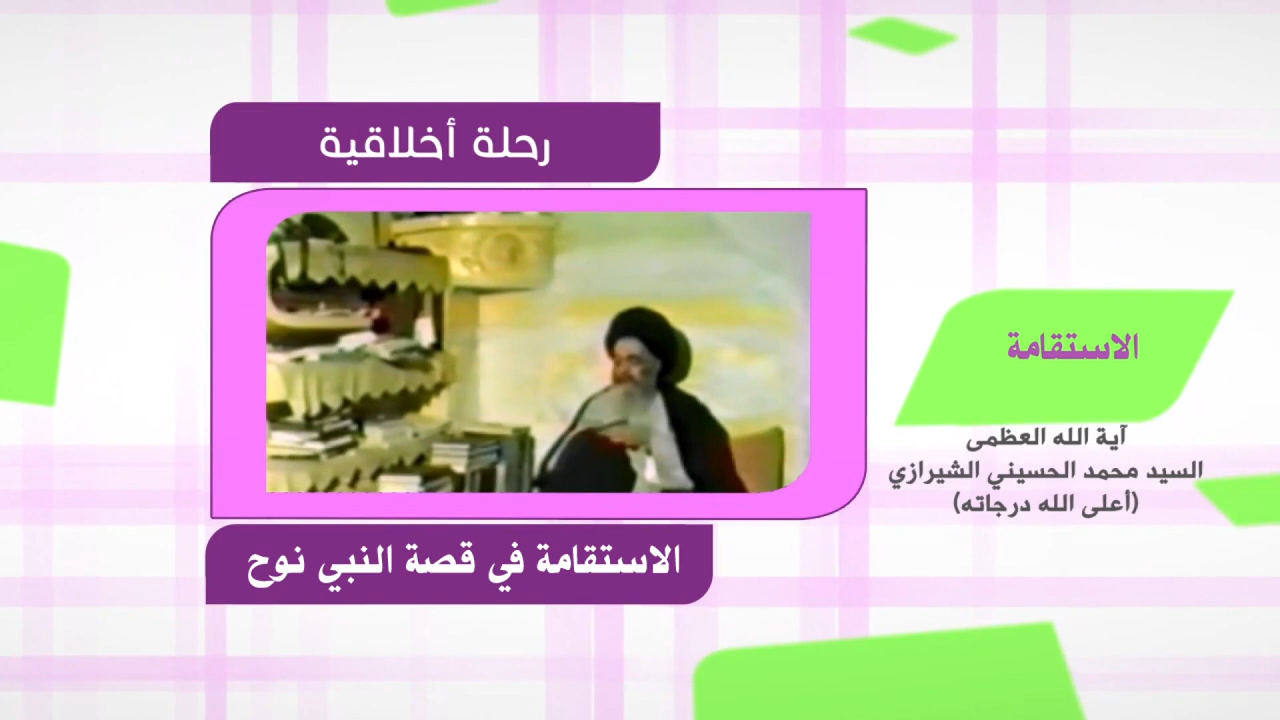 رحلة أخلاقية
الاستقامة
آية الله العظمى
السيد محمد الحسيني الشيرازي
(أعلى الله درجاته)
الاستقامة في قصة النبي نوح